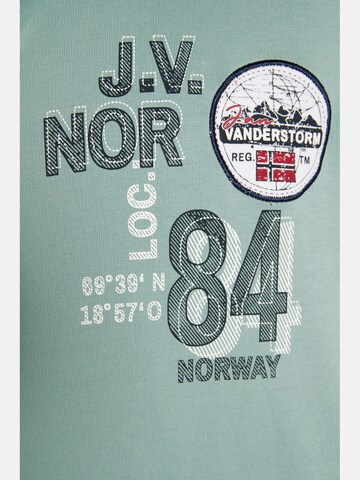 J.V.
NOR
LOC.:
69°39' N
18°57'O
84
NORWAY
Jan
VANDERSTORM
REG. TM